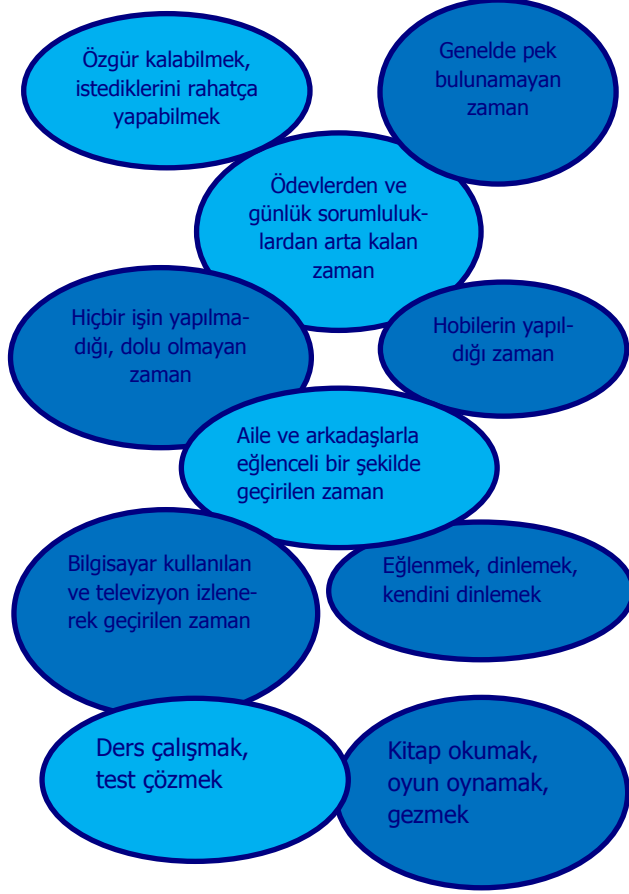 Özgür kalabilmek,
istediklerini rahatça
yapabilmek
Genelde pek
bulunamayan
zaman
Ödevlerden ve
günlük sorumluluk-
lardan arta kalan
zaman
Hiçbir işin yapılma-
dığı, dolu olmayan
zaman
Hobilerin yapıl-
dığı zaman
Aile ve arkadaşlarla
eğlenceli bir şekilde
geçirilen zaman
Bilgisayar kullanılan
ve televizyon izlene-
rek geçirilen zaman
Eğlenmek, dinlemek,
kendini dinlemek
Ders çalışmak,
test çözmek
Kitap okumak,
oyun oynamak,
gezmek